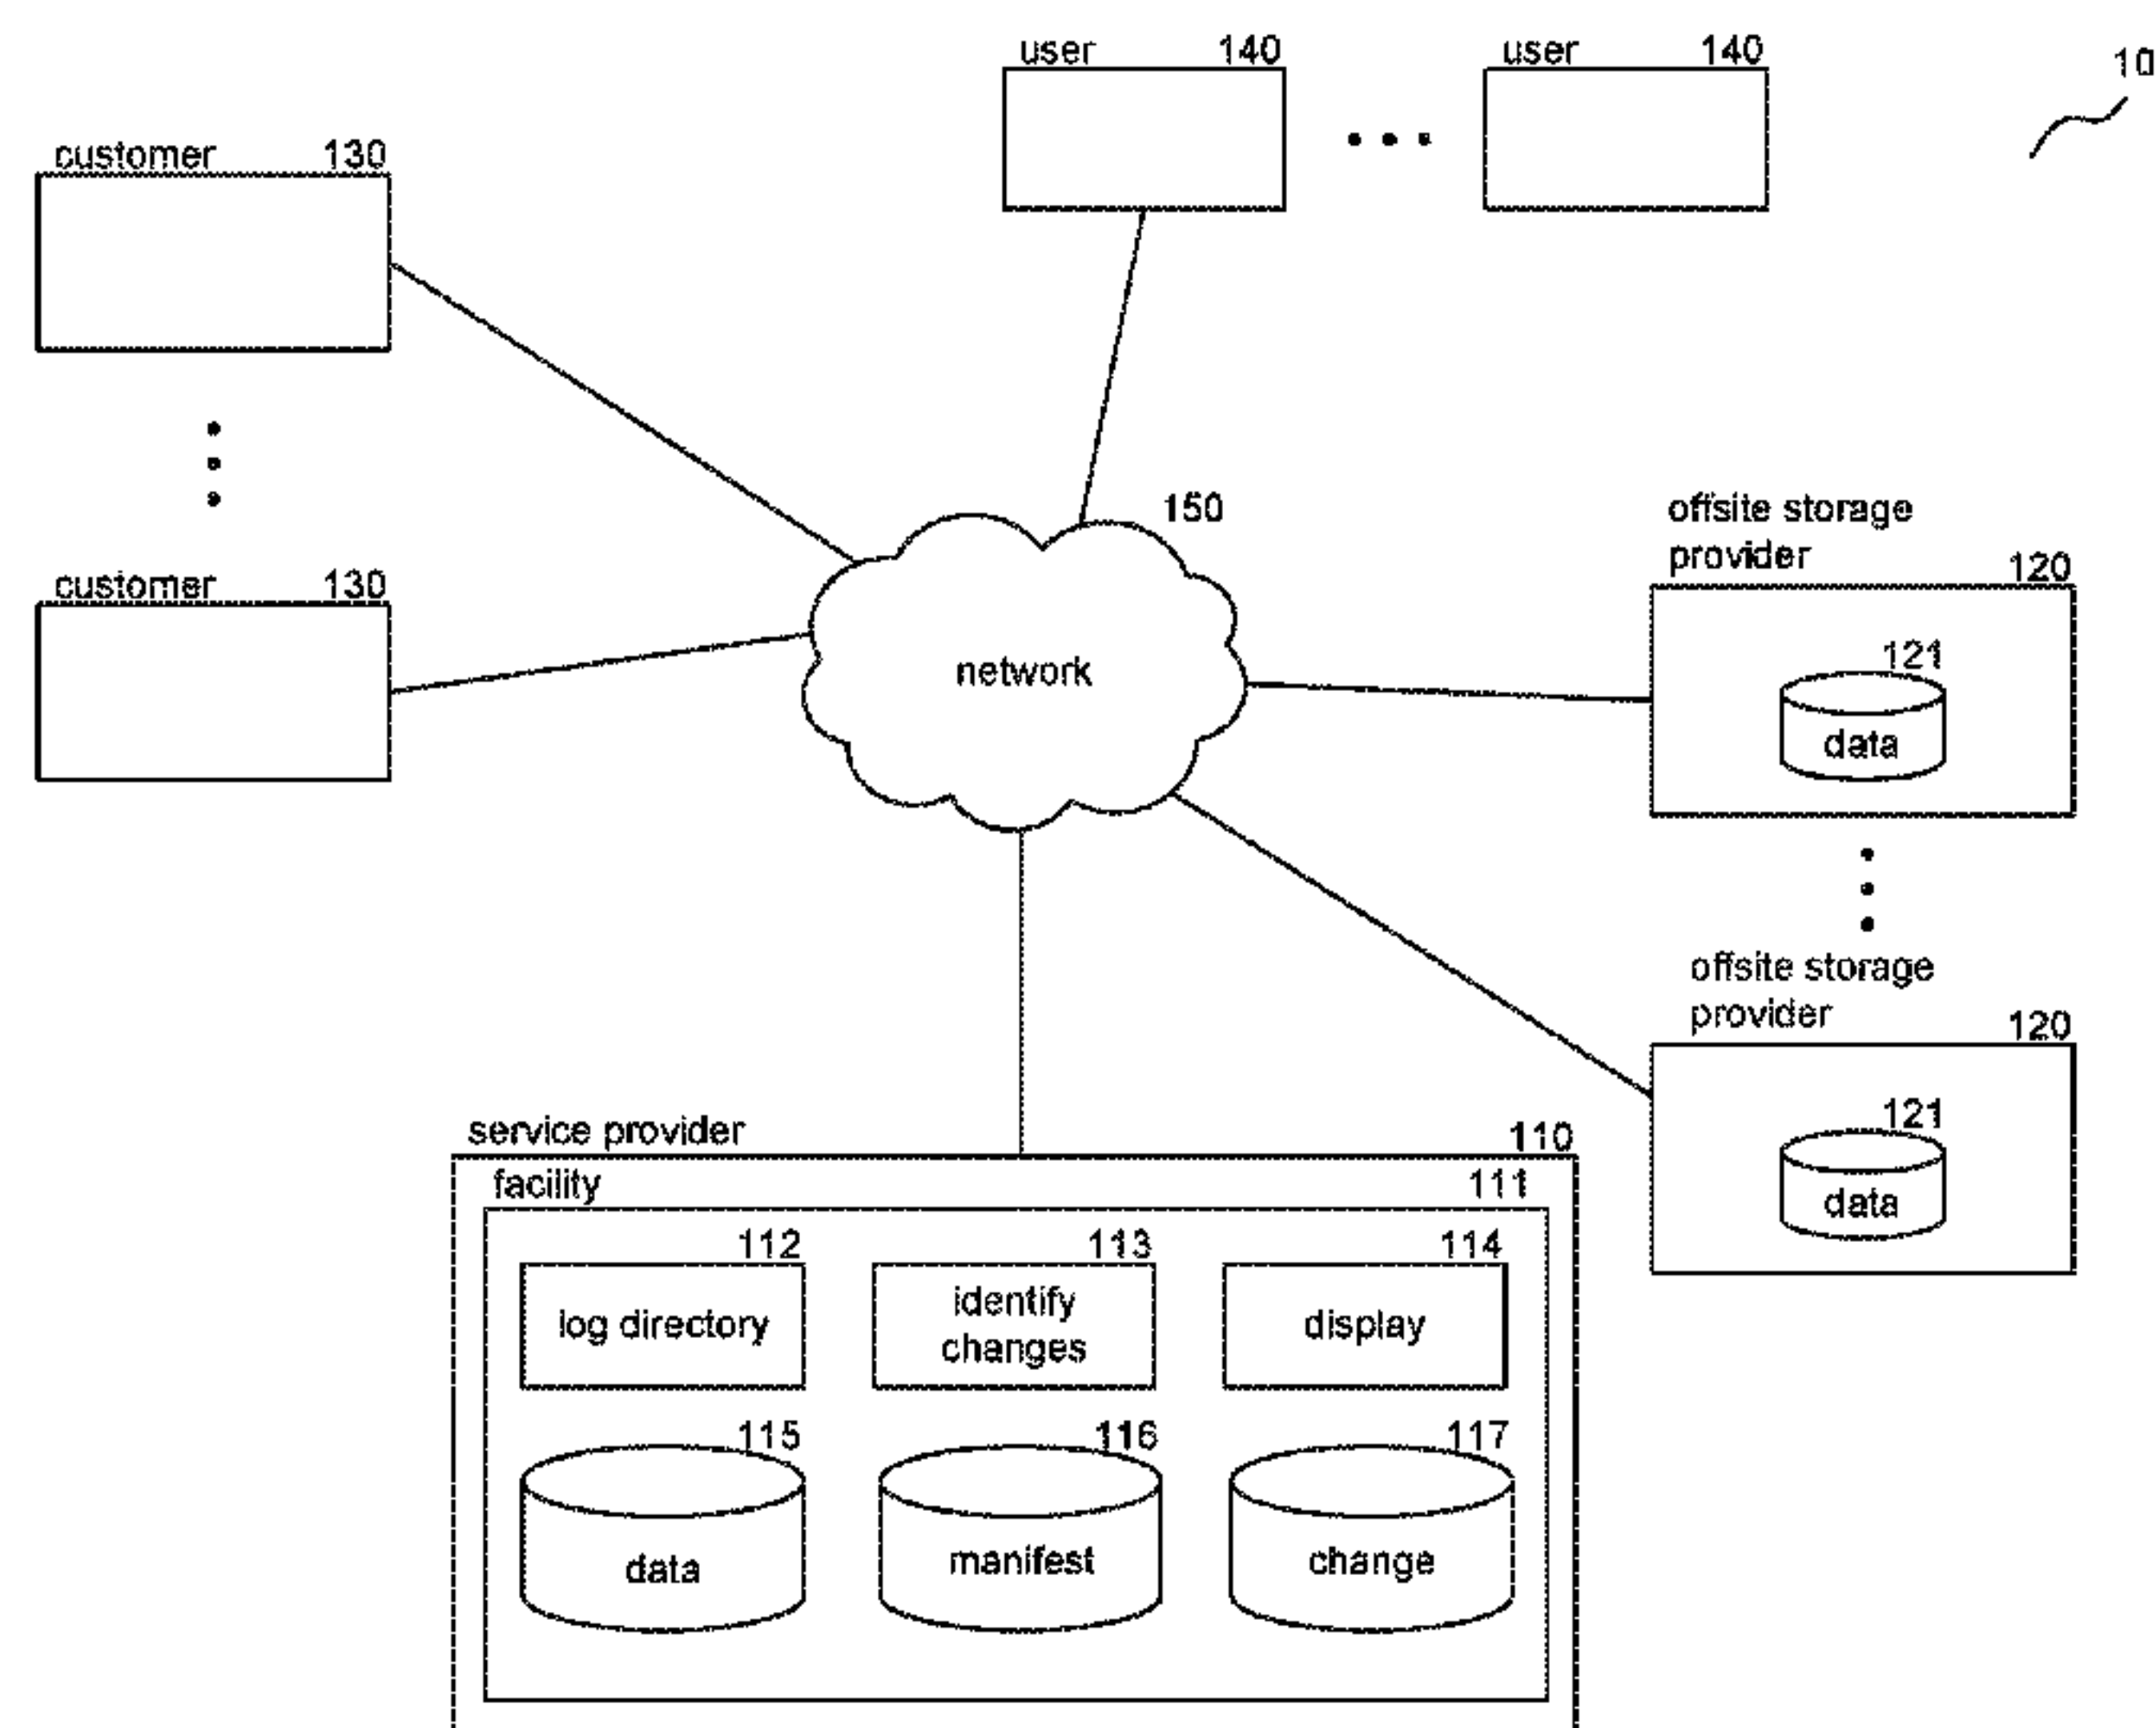 user 140
user 140
10
customer 130
150
offsite storage
provider
120
customer 130
network
121
data
offsite storage
provider
120
service provider 110
121
data
facility 111
112
113
114
log directory
identify
changes
display
115
116
117
data
manifest
change